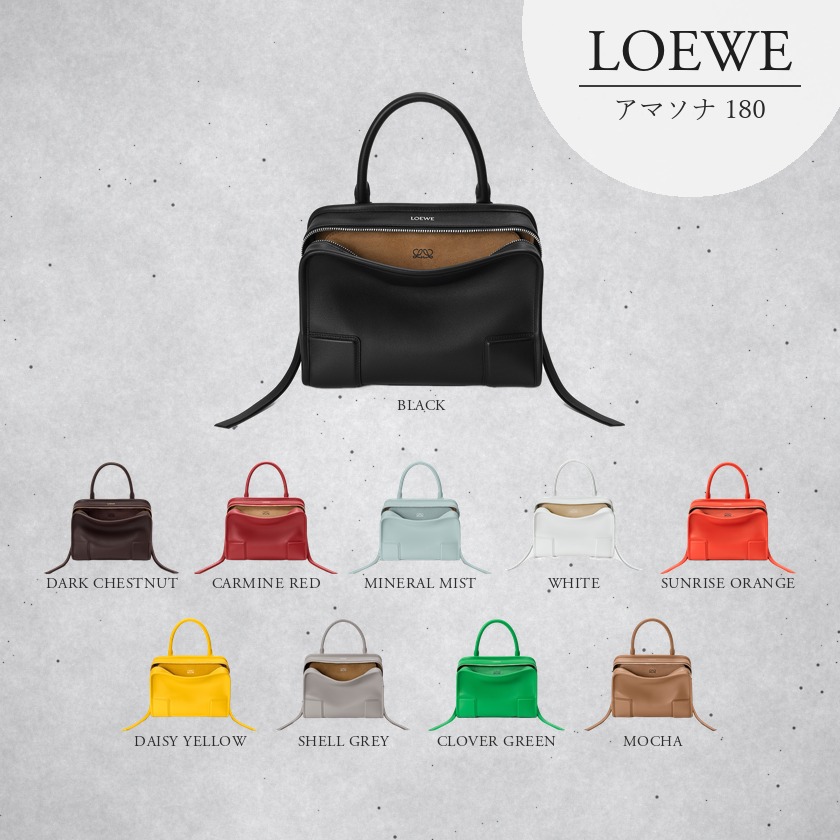 LOEWE
アマソナ 180
LOEWE
BLACK
DARK CHESTNUT
CARMINE RED
MINERAL MIST
WHITE
SUNRISE ORANGE
DAISY YELLOW
SHELL GREY
CLOVER GREEN
MOCHA